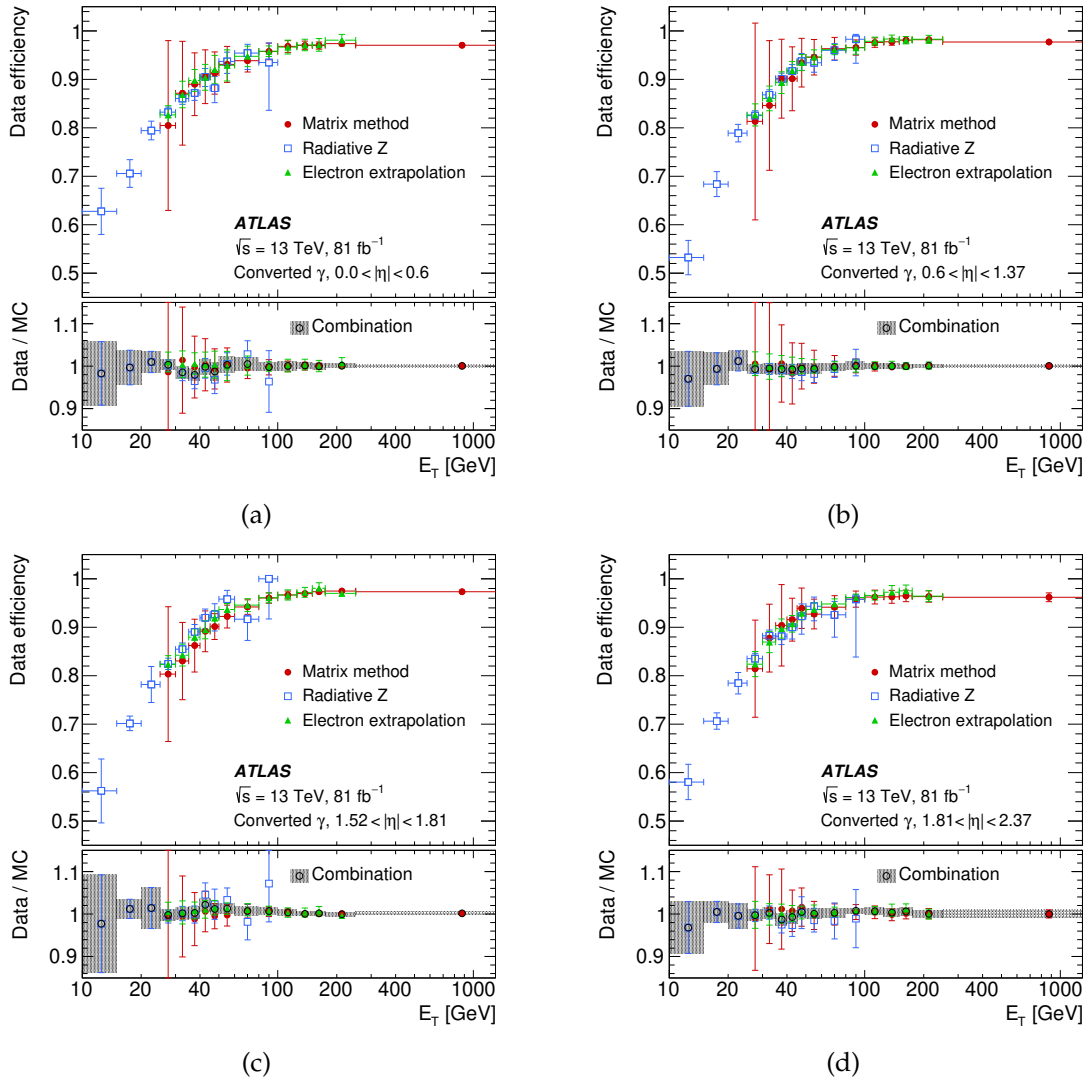 Data efficiency
1
0.9
0.8
0.7
0.6
0.5
Matrix method
Radiative Z
Electron extrapolation
ATLAS
√s = 13 TeV, 81 fb⁻¹
Converted γ, 0.0 < |η| < 0.6
Data / MC
1.1
1
0.9
Combination
10 20 40 100 200 400 1000
E_T [GeV]
(a)
Data efficiency
1
0.9
0.8
0.7
0.6
0.5
Matrix method
Radiative Z
Electron extrapolation
ATLAS
√s = 13 TeV, 81 fb⁻¹
Converted γ, 0.6 < |η| < 1.37
Data / MC
1.1
1
0.9
Combination
10 20 40 100 200 400 1000
E_T [GeV]
(b)
Data efficiency
1
0.9
0.8
0.7
0.6
0.5
Matrix method
Radiative Z
Electron extrapolation
ATLAS
√s = 13 TeV, 81 fb⁻¹
Converted γ, 1.52 < |η| < 1.81
Data / MC
1.1
1
0.9
Combination
10 20 40 100 200 400 1000
E_T [GeV]
(c)
Data efficiency
1
0.9
0.8
0.7
0.6
0.5
Matrix method
Radiative Z
Electron extrapolation
ATLAS
√s = 13 TeV, 81 fb⁻¹
Converted γ, 1.81 < |η| < 2.37
Data / MC
1.1
1
0.9
Combination
10 20 40 100 200 400 1000
E_T [GeV]
(d)